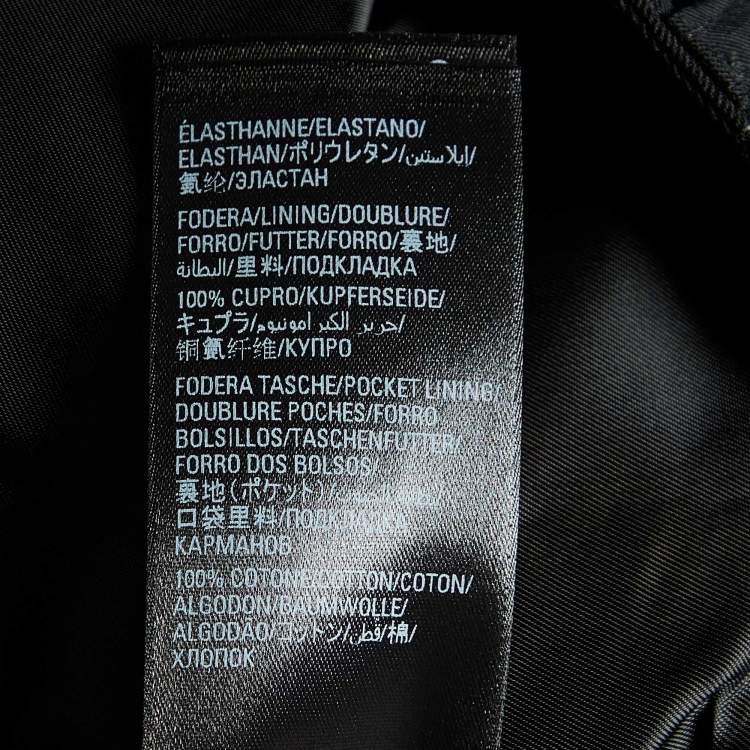 ÉLASTHANNE/ELASTANO/
ELASTHAN/ポリウレタン/إيلاستين/
氨纶/ЭЛАСТАН
FODERA/LINING/DOUBLURE/
FORRO/FUTTER/FORRO/裏地/
البطانة/里料/ПОДКЛАДКА
100% CUPRO/KUPFERSEIDE/
キュプラ/حرير الكبر امونيوم/
铜氨纤维/КУПРО
FODERA TASCHE/POCKET LINING/
DOUBLURE POCHES/FORRO
BOLSILLOS/TASCHENFUTTER/
FORRO DOS BOLSOS/
裏地(ポケット)/
口袋里料/ПОДКЛАДКА
КАРМАНОВ
100% COTONE/COTTON/COTON/
ALGODON/BAUMWOLLE/
ALGODÃO/コットン/قطن/棉/
ХЛОПОК